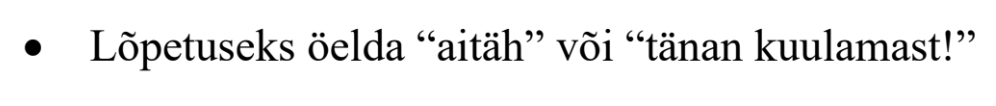 • Lõpetuseks öelda “aitäh” või “tänan kuulamast!”